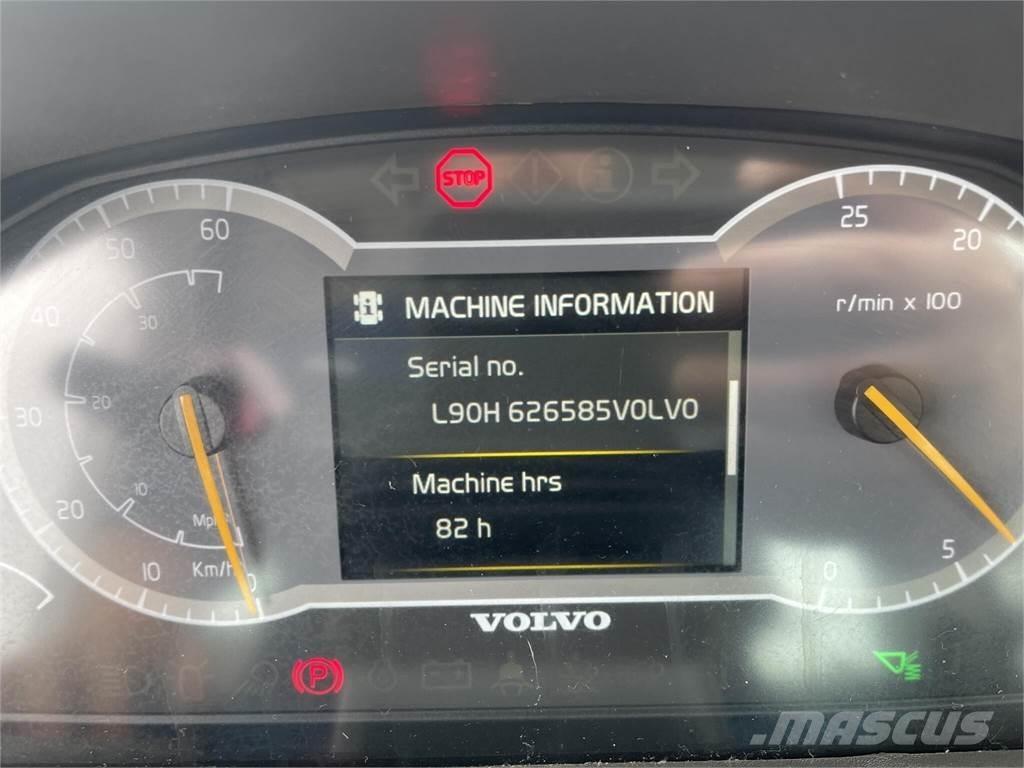 STOP
60
50
40
30
20
10
0
30
20
10
Mph
Km/h
MACHINE INFORMATION
Serial no.
L90H 626585VOLVO
Machine hrs
82 h
25
20
r/min x 100
5
0
VOLVO
P
MASCUS